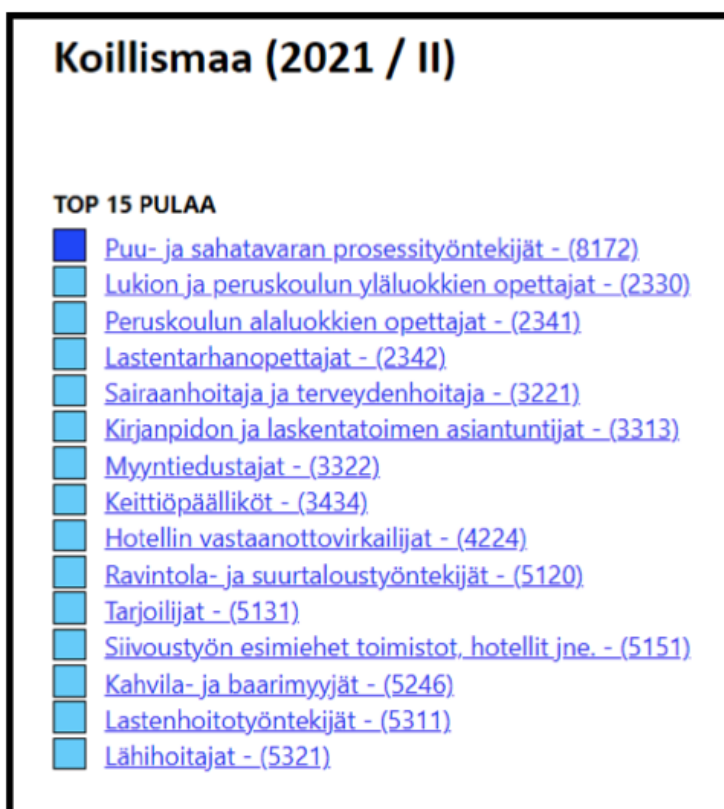 Koillismaa (2021 / II)
TOP 15 PULAA
Puu- ja sahatavaran prosessityöntekijät - (8172)
Lukion ja peruskoulun yläluokkien opettajat - (2330)
Peruskoulun alaluokkien opettajat - (2341)
Lastentarhanopettajat - (2342)
Sairaanhoitaja ja terveydenhoitaja - (3221)
Kirjanpidon ja laskentatoimen asiantuntijat - (3313)
Myyntiedustajat - (3322)
Keittiöpäälliköt - (3434)
Hotellin vastaanottovirkailijat - (4224)
Ravintola- ja suurtaloustyöntekijät - (5120)
Tarjoilijat - (5131)
Siivoustyön esimiehet toimistot, hotellit jne. - (5151)
Kahvila- ja baarimyyjät - (5246)
Lastenhoitotyöntekijät - (5311)
Lähihoitajat - (5321)